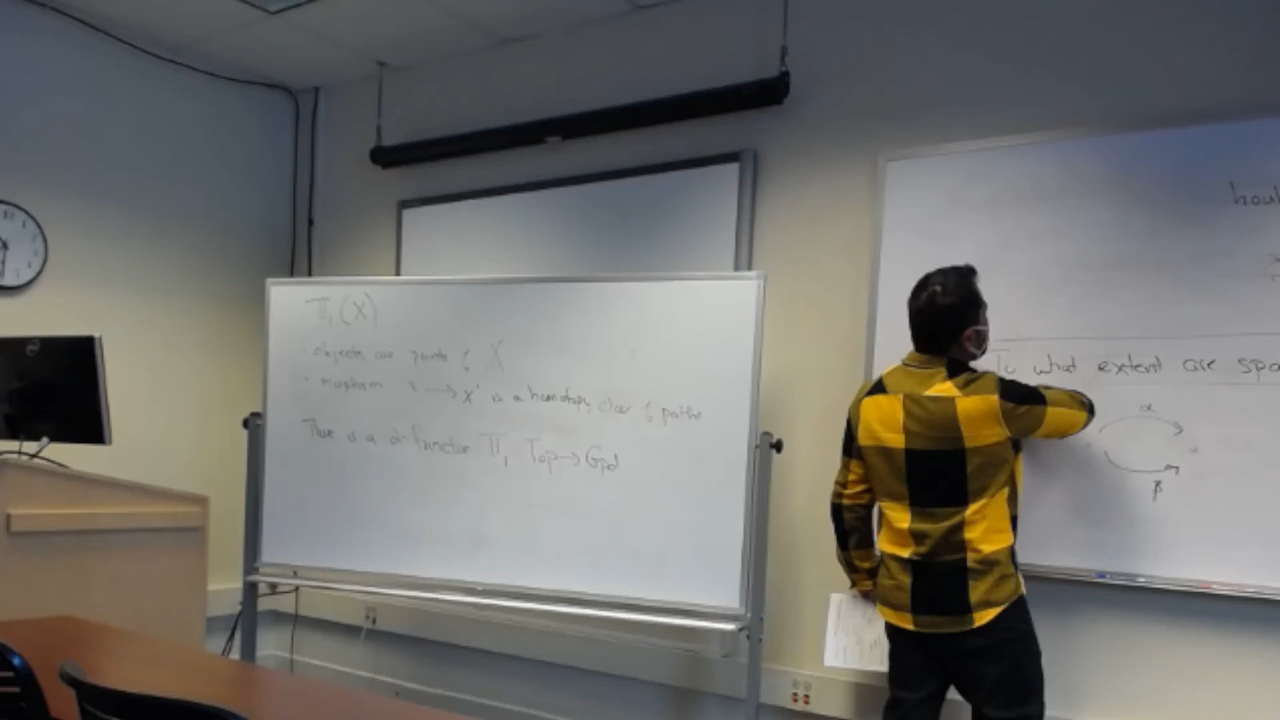 π₁(X)
· objects are points of X
· morphism x → x' is a homotopy class of paths
There is a 2-functor π₁ Top → Gpd
hou
To what extent are spa
α
β